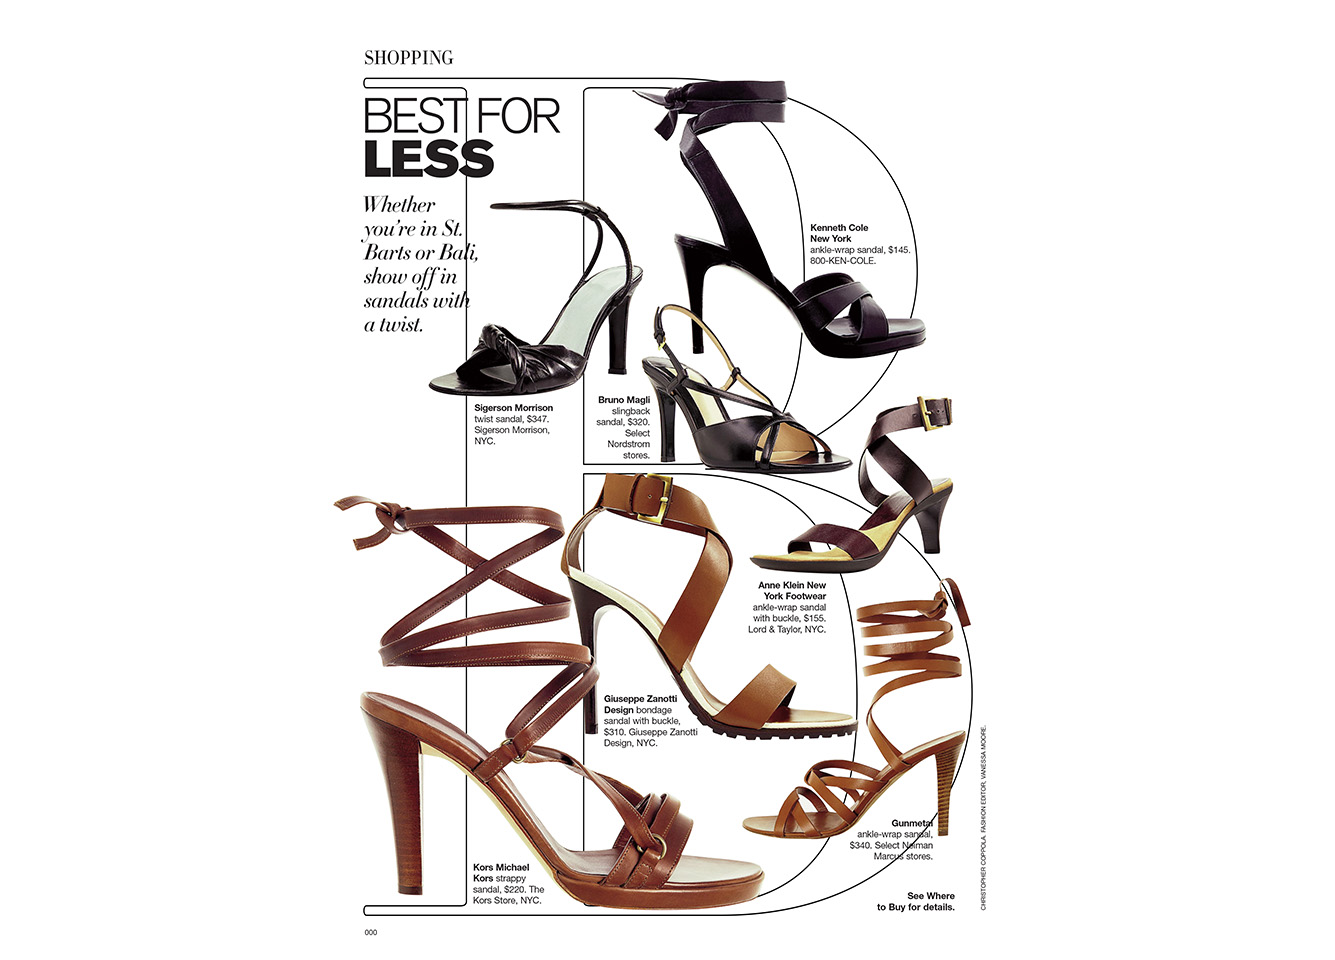 SHOPPING
BEST FOR
LESS
Whether
you're in St.
Barts or Bali,
show off in
sandals with
a twist.
Kenneth Cole
New York
ankle-wrap sandal, $145.
800-KEN-COLE.
Sigerson Morrison
twist sandal, $347.
Sigerson Morrison,
NYC.
Bruno Magli
slingback
sandal, $320.
Select
Nordstrom
stores.
Anne Klein New
York Footwear
ankle-wrap sandal
with buckle, $155.
Lord & Taylor, NYC.
Giuseppe Zanotti
Design bondage
sandal with buckle,
$310. Giuseppe Zanotti
Design, NYC.
Gunmetal
ankle-wrap sandal,
$340. Select Neiman
Marcus stores.
Kors Michael
Kors strappy
sandal, $220. The
Kors Store, NYC.
See Where
to Buy for details.
CHRISTOPHER COPPOLA. FASHION EDITOR, VANESSA MOORE.
000